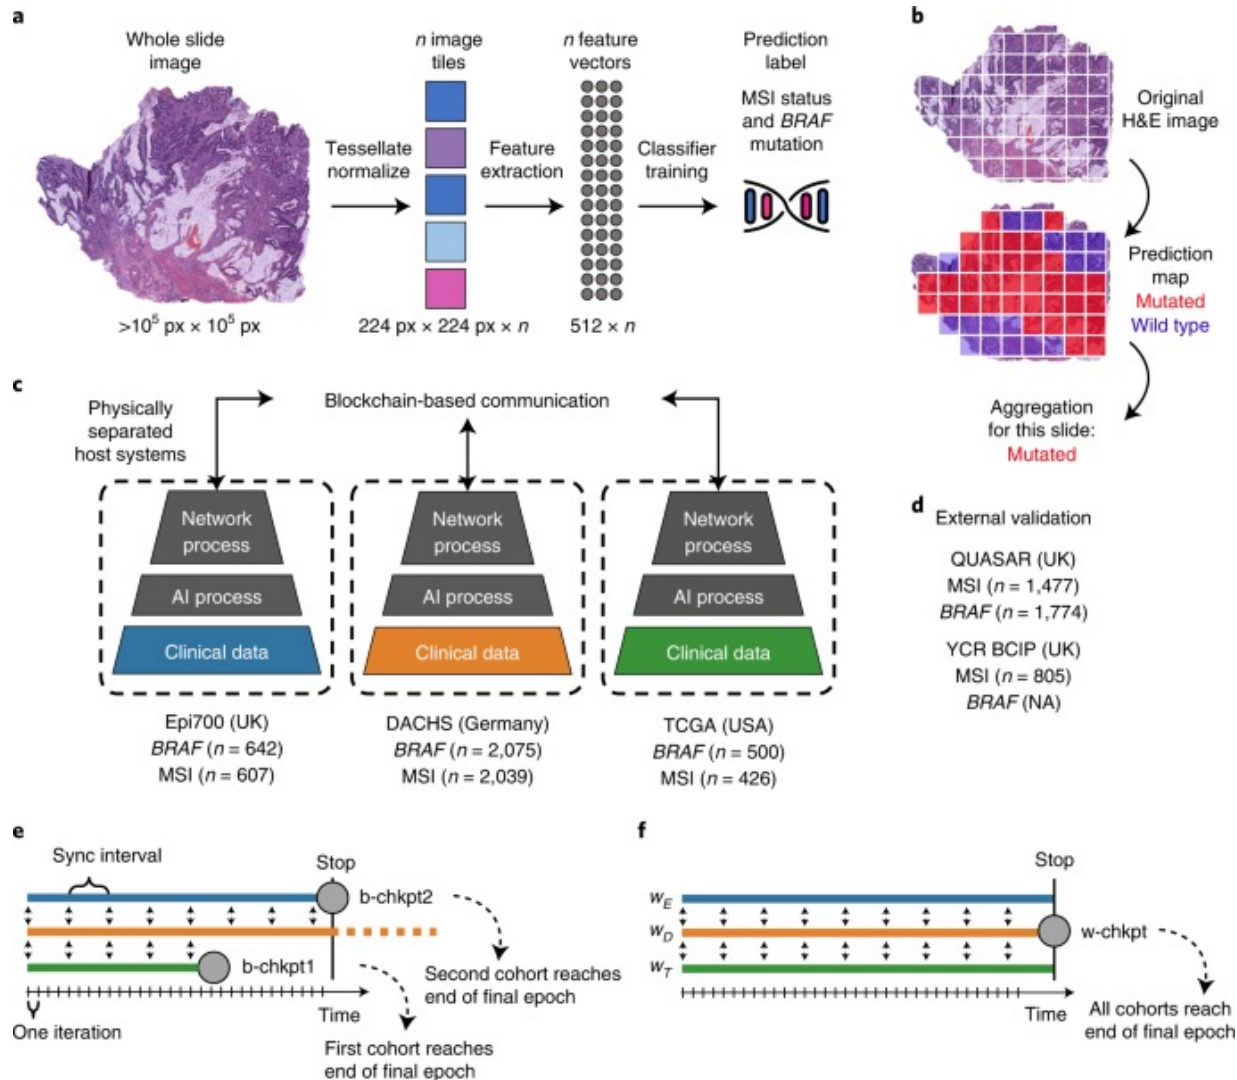 a
Whole slide
image
>10⁵ px × 10⁵ px
Tessellate
normalize
n image
tiles
224 px × 224 px × n
Feature
extraction
n feature
vectors
512 × n
Classifier
training
Prediction
label
MSI status
and BRAF
mutation
b
Original
H&E image
Prediction
map
Mutated
Wild type
Aggregation
for this slide:
Mutated
c
Physically
separated
host systems
Blockchain-based communication
Network
process
AI process
Clinical data
Epi700 (UK)
BRAF (n = 642)
MSI (n = 607)
Network
process
AI process
Clinical data
DACHS (Germany)
BRAF (n = 2,075)
MSI (n = 2,039)
Network
process
AI process
Clinical data
TCGA (USA)
BRAF (n = 500)
MSI (n = 426)
d
External validation
QUASAR (UK)
MSI (n = 1,477)
BRAF (n = 1,774)
YCR BCIP (UK)
MSI (n = 805)
BRAF (NA)
e
Sync interval
Stop
b-chkpt2
b-chkpt1
Second cohort reaches
end of final epoch
Time
One iteration
First cohort reaches
end of final epoch
f
Stop
w_E
w_D
w_T
w-chkpt
Time
All cohorts reach
end of final epoch